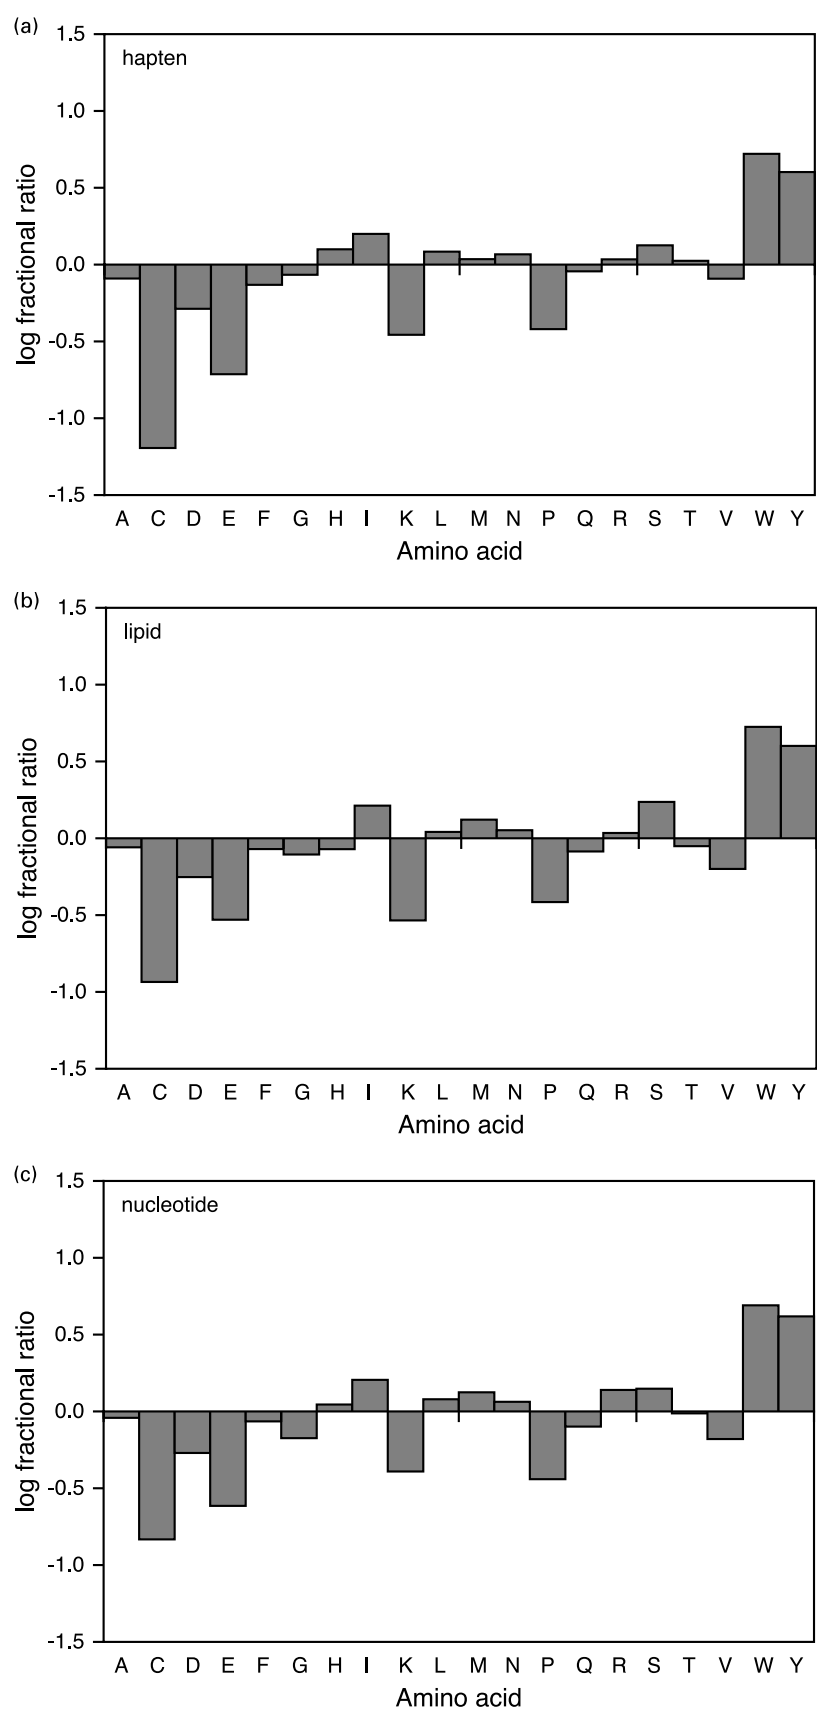 (a)
hapten
1.5
1.0
0.5
0.0
-0.5
-1.0
-1.5
log fractional ratio
A C D E F G H I K L M N P Q R S T V W Y
Amino acid
(b)
lipid
1.5
1.0
0.5
0.0
-0.5
-1.0
-1.5
log fractional ratio
A C D E F G H I K L M N P Q R S T V W Y
Amino acid
(c)
nucleotide
1.5
1.0
0.5
0.0
-0.5
-1.0
-1.5
log fractional ratio
A C D E F G H I K L M N P Q R S T V W Y
Amino acid